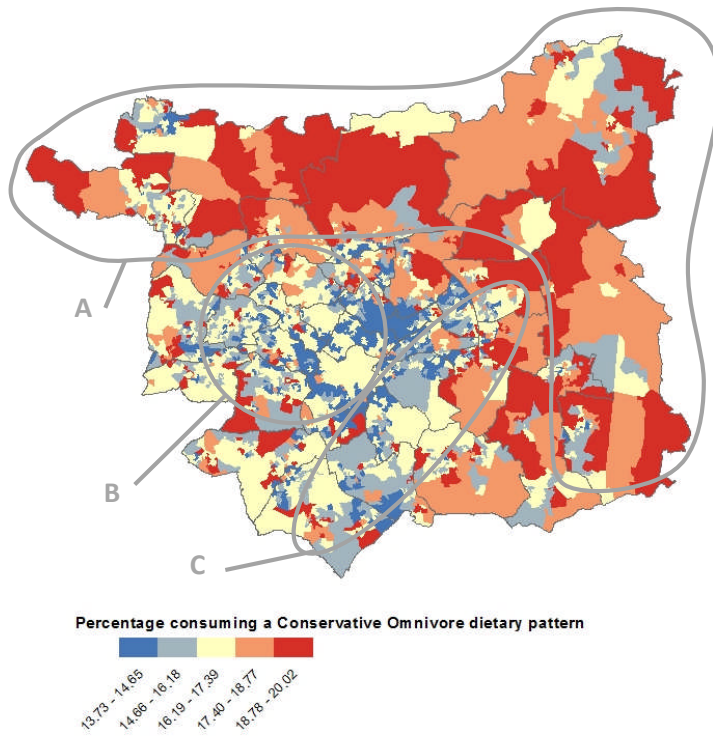 A
B
C
Percentage consuming a Conservative Omnivore dietary pattern
13.73 - 14.65
14.66 - 16.18
16.19 - 17.39
17.40 - 18.77
18.78 - 20.02